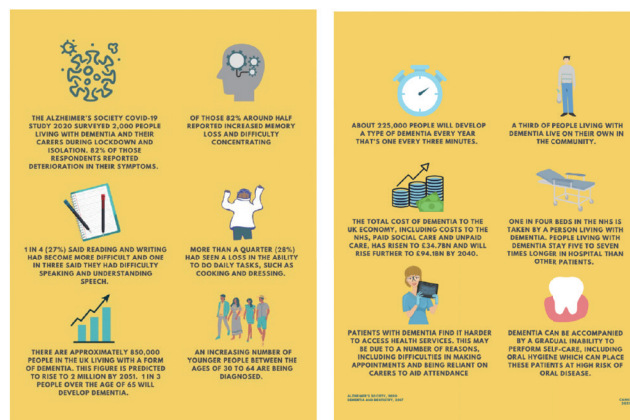 THE ALZHEIMER'S SOCIETY COVID-19
STUDY 2020 SURVEYED 2,000 PEOPLE
LIVING WITH DEMENTIA AND THEIR
CARERS DURING LOCKDOWN AND
ISOLATION. 82% OF THOSE
RESPONDENTS REPORTED
DETERIORATION IN THEIR SYMPTOMS.
OF THOSE 82% AROUND HALF
REPORTED INCREASED MEMORY
LOSS AND DIFFICULTY
CONCENTRATING
1 IN 4 (27%) SAID READING AND WRITING
HAD BECOME MORE DIFFICULT AND ONE
IN THREE SAID THEY HAD DIFFICULTY
SPEAKING AND UNDERSTANDING
SPEECH.
MORE THAN A QUARTER (28%)
HAD SEEN A LOSS IN THE ABILITY
TO DO DAILY TASKS, SUCH AS
COOKING AND DRESSING.
THERE ARE APPROXIMATELY 850,000
PEOPLE IN THE UK LIVING WITH A FORM
OF DEMENTIA. THIS FIGURE IS PREDICTED
TO RISE TO 2 MILLION BY 2051. 1 IN 3
PEOPLE OVER THE AGE OF 65 WILL
DEVELOP DEMENTIA.
AN INCREASING NUMBER OF
YOUNGER PEOPLE BETWEEN THE
AGES OF 30 TO 64 ARE BEING
DIAGNOSED.
ABOUT 225,000 PEOPLE WILL DEVELOP
A TYPE OF DEMENTIA EVERY YEAR
THAT'S ONE EVERY THREE MINUTES.
A THIRD OF PEOPLE LIVING WITH
DEMENTIA LIVE ON THEIR OWN IN
THE COMMUNITY.
THE TOTAL COST OF DEMENTIA TO THE
UK ECONOMY, INCLUDING COSTS TO THE
NHS, PAID SOCIAL CARE AND UNPAID
CARE, HAS RISEN TO £34.7BN AND WILL
RISE FURTHER TO £94.1BN BY 2040.
ONE IN FOUR BEDS IN THE NHS IS
TAKEN BY A PERSON LIVING WITH
DEMENTIA. PEOPLE LIVING WITH
DEMENTIA STAY FIVE TO SEVEN
TIMES LONGER IN HOSPITAL THAN
OTHER PATIENTS.
PATIENTS WITH DEMENTIA FIND IT HARDER
TO ACCESS HEALTH SERVICES. THIS MAY
BE DUE TO A NUMBER OF REASONS,
INCLUDING DIFFICULTIES IN MAKING
APPOINTMENTS AND BEING RELIANT ON
CARERS TO AID ATTENDANCE
DEMENTIA CAN BE ACCOMPANIED
BY A GRADUAL INABILITY TO
PERFORM SELF-CARE, INCLUDING
ORAL HYGIENE WHICH CAN PLACE
THESE PATIENTS AT HIGH RISK OF
ORAL DISEASE.
ALZHEIMER'S SOCIETY, 2020
DEMENTIA AND DENTISTRY, 2017